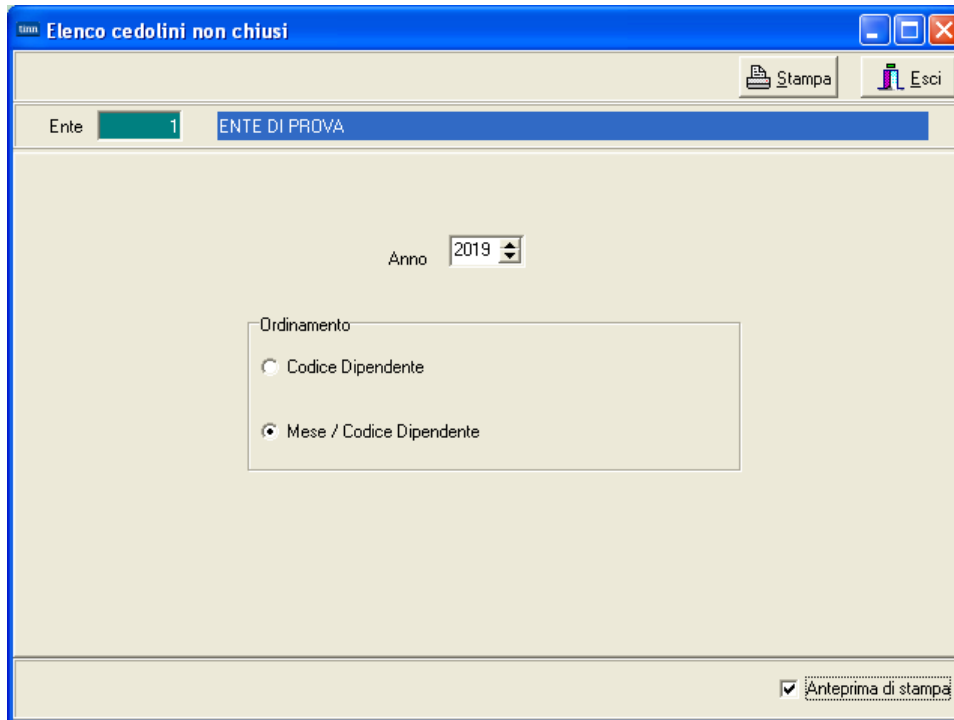 tinn Elenco cedolini non chiusi
Stampa Esci
Ente 1 ENTE DI PROVA
Anno 2019
Ordinamento
Codice Dipendente
Mese / Codice Dipendente
Anteprima di stampa